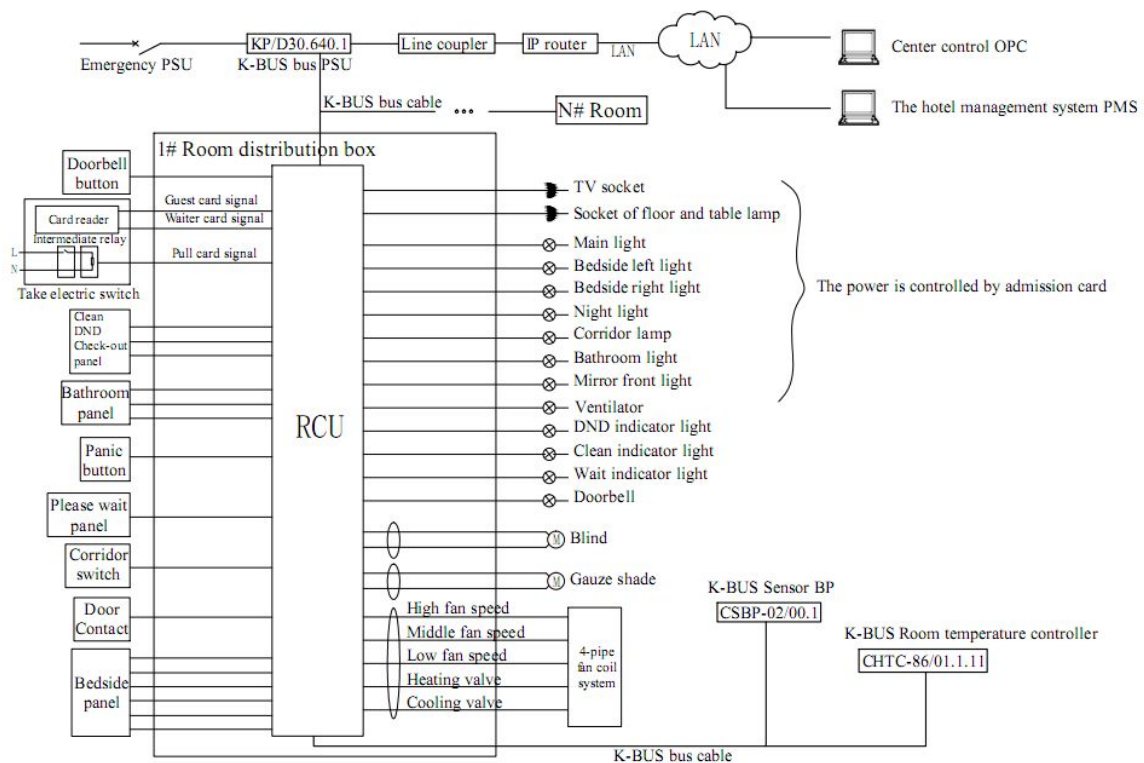 KP/D30.640.1
Line coupler
IP router
LAN
LAN
Center control OPC
Emergency PSU
K-BUS bus PSU
K-BUS bus cable
...
N# Room
The hotel management system PMS
1# Room distribution box
Doorbell
button
Guest card signal
Card reader
Waiter card signal
Intermediate relay
L
N
Pull card signal
Take electric switch
Clean
DND
Check-out
panel
Bathroom
panel
Panic
button
Please wait
panel
Corridor
switch
Door
Contact
Bedside
panel
RCU
TV socket
Socket of floor and table lamp
Main light
Bedside left light
Bedside right light
Night light
Corridor lamp
Bathroom light
Mirror front light
Ventilator
DND indicator light
Clean indicator light
Wait indicator light
Doorbell
The power is controlled by admission card
M
Blind
M
Gauze shade
High fan speed
Middle fan speed
Low fan speed
Heating valve
Cooling valve
4-pipe
fan coil
system
K-BUS Sensor BP
CSBP-02/00.1
K-BUS Room temperature controller
CHTC-86/01.1.11
K-BUS bus cable